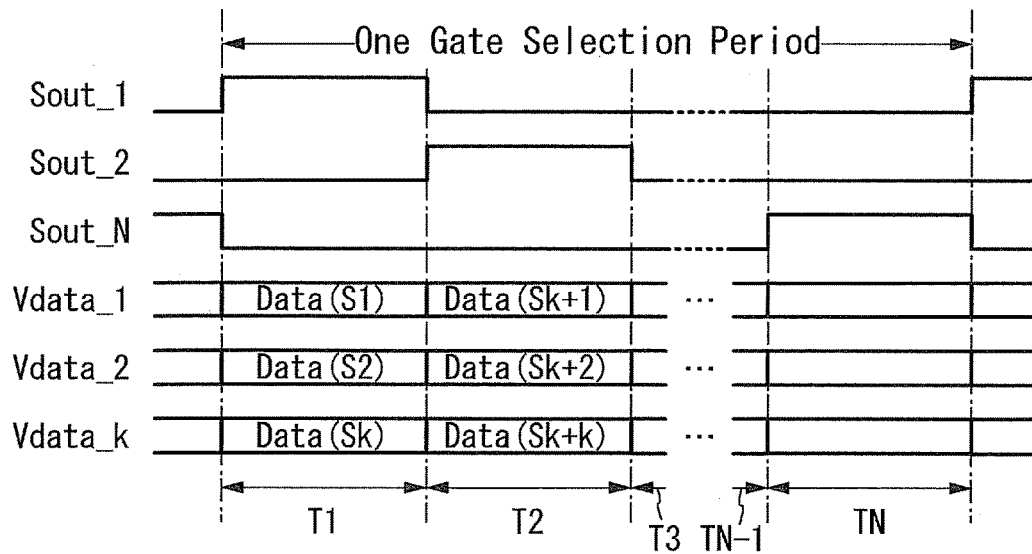 One Gate Selection Period
Sout_1
Sout_2
Sout_N
Vdata_1 Data(S1) Data(Sk+1) ...
Vdata_2 Data(S2) Data(Sk+2) ...
Vdata_k Data(Sk) Data(Sk+k) ...
T1 T2 T3 TN-1 TN